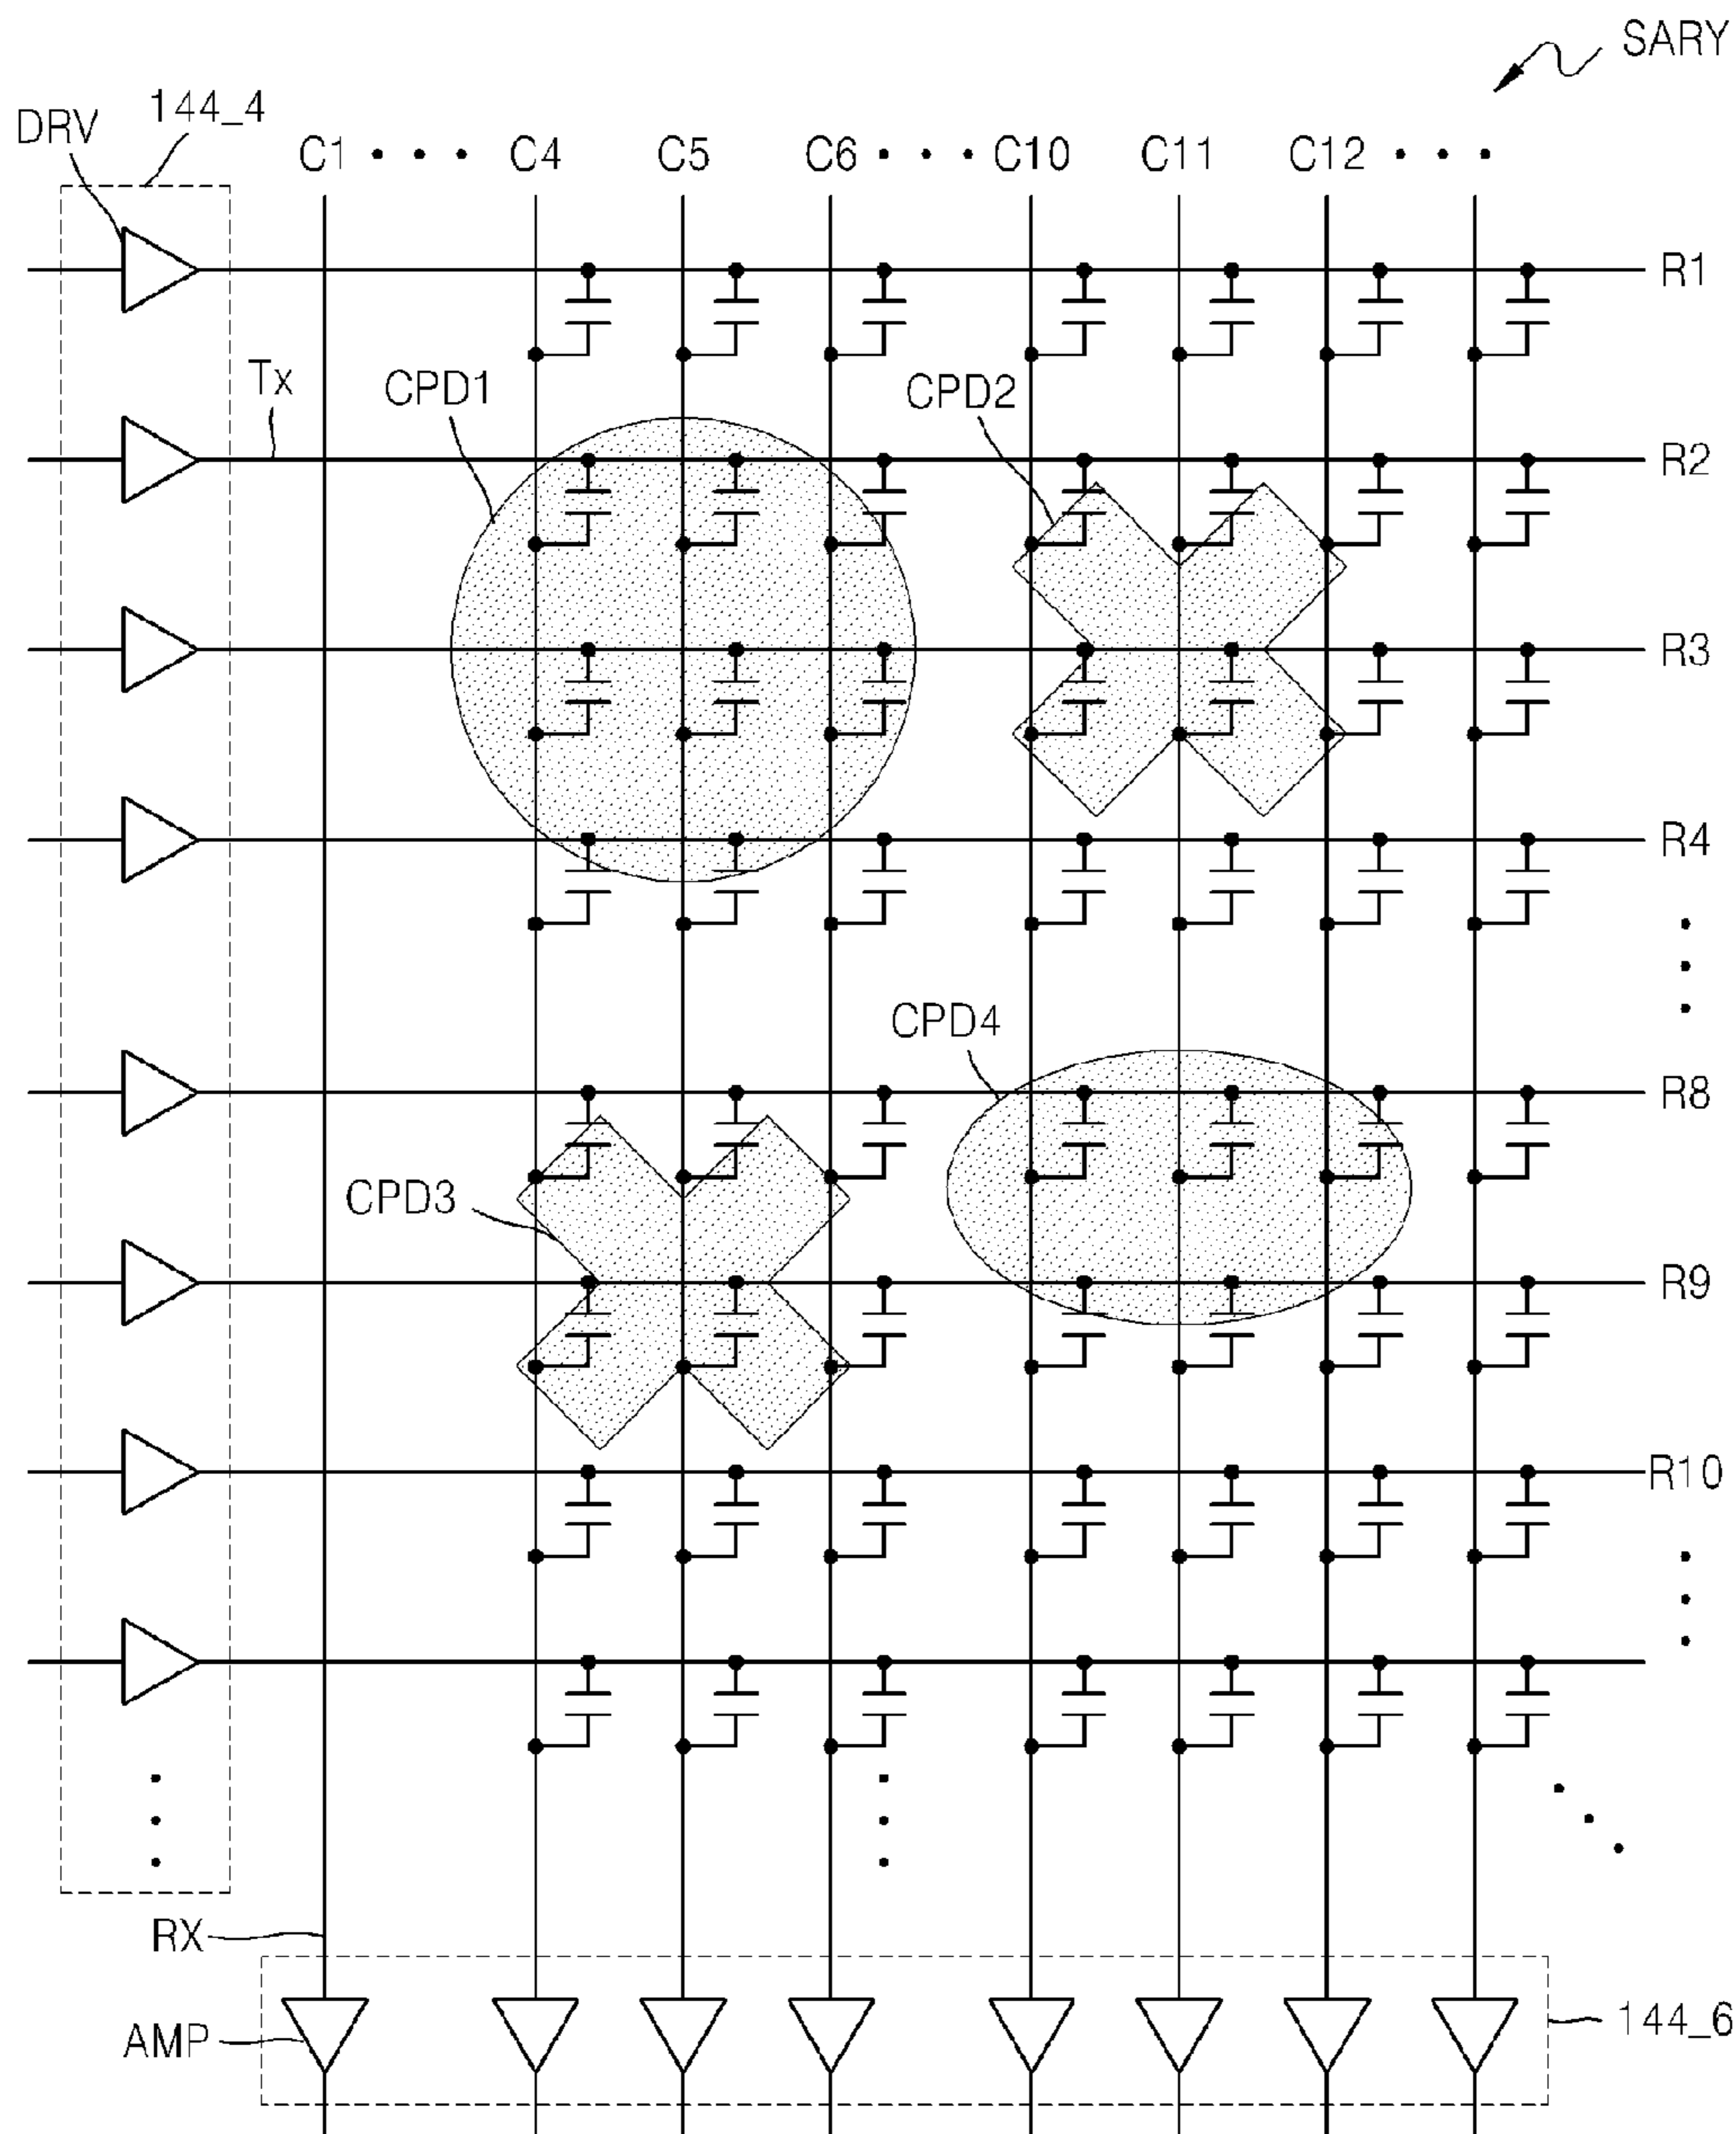 SARY
144_4
DRV
C1 • • • C4 C5 C6 • • • C10 C11 C12 • • •
R1
Tx
CPD1
CPD2
R2
R3
R4
CPD4
R8
CPD3
R9
R10
RX
AMP
144_6